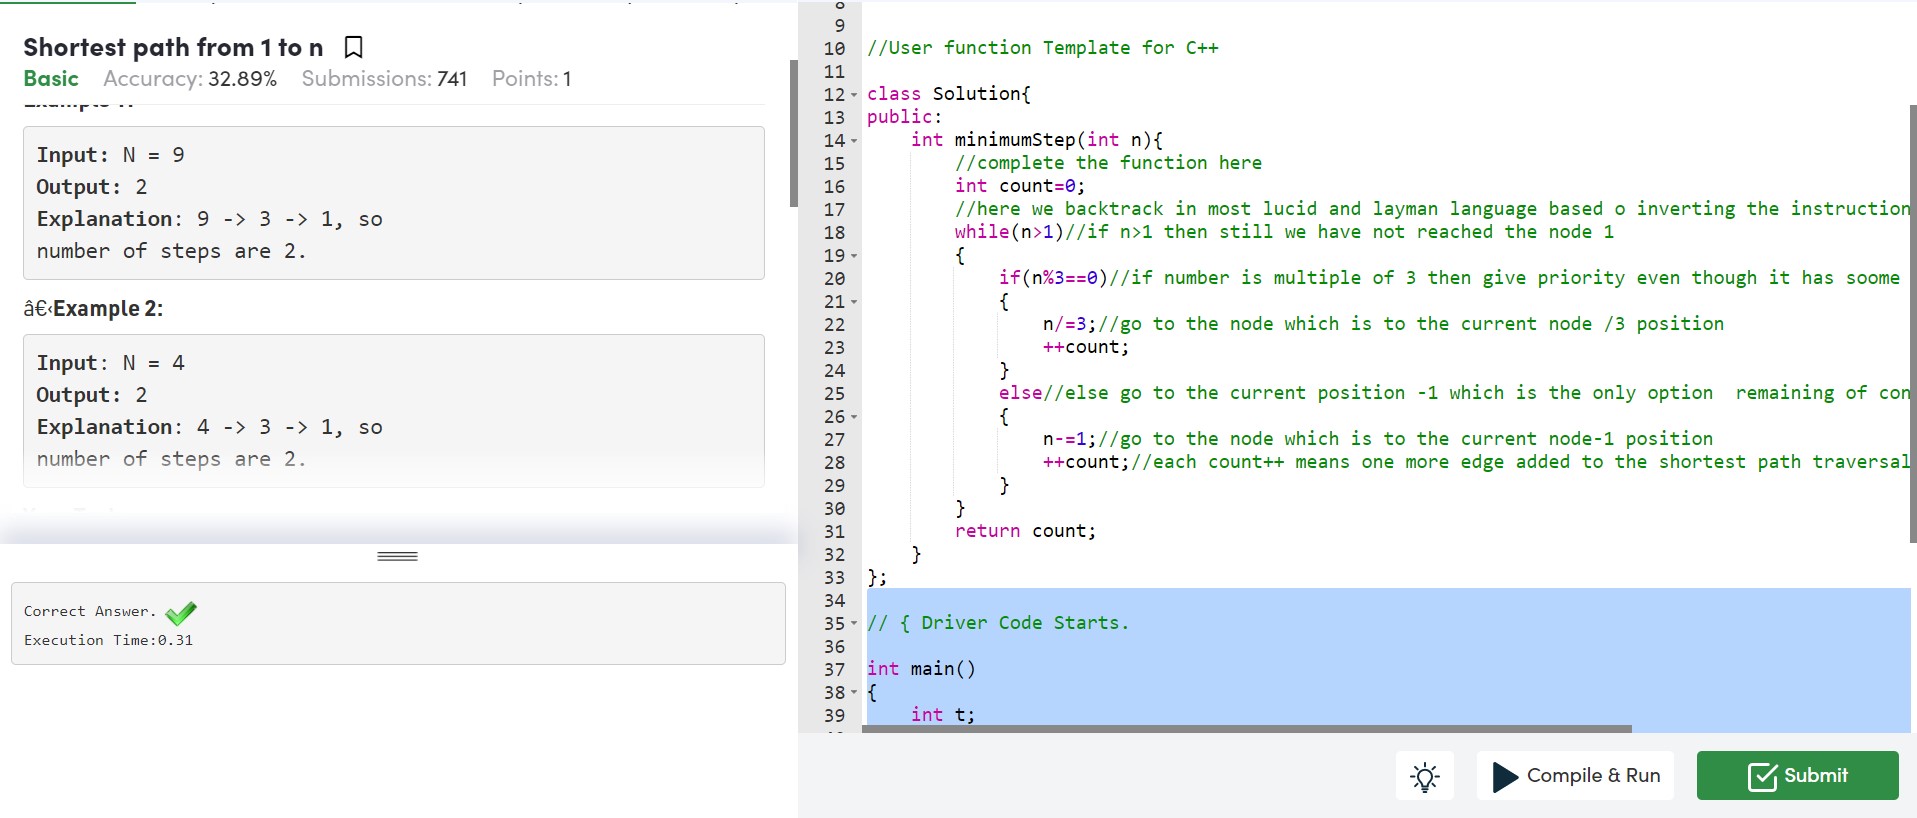 Shortest path from 1 to n
Basic Accuracy: 32.89% Submissions: 741 Points: 1
Input: N = 9
Output: 2
Explanation: 9 -> 3 -> 1, so
number of steps are 2.
â€‹Example 2:
Input: N = 4
Output: 2
Explanation: 4 -> 3 -> 1, so
number of steps are 2.
Correct Answer.
Execution Time:0.31
9
10 //User function Template for C++
11
12 class Solution{
13 public:
14 int minimumStep(int n){
15 //complete the function here
16 int count=0;
17 //here we backtrack in most lucid and layman language based o inverting the instruction
18 while(n>1)//if n>1 then still we have not reached the node 1
19 {
20 if(n%3==0)//if number is multiple of 3 then give priority even though it has soome
21 {
22 n/=3;//go to the node which is to the current node /3 position
23 ++count;
24 }
25 else//else go to the current position -1 which is the only option  remaining of con
26 {
27 n-=1;//go to the node which is to the current node-1 position
28 ++count;//each count++ means one more edge added to the shortest path traversal
29 }
30 }
31 return count;
32 }
33 };
34
35 // { Driver Code Starts.
36
37 int main()
38 {
39 int t;
Compile & Run
Submit